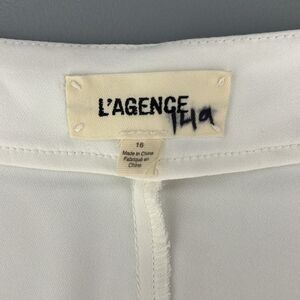 L'AGENCE
16
Made in China
Fabriqué en
Chine